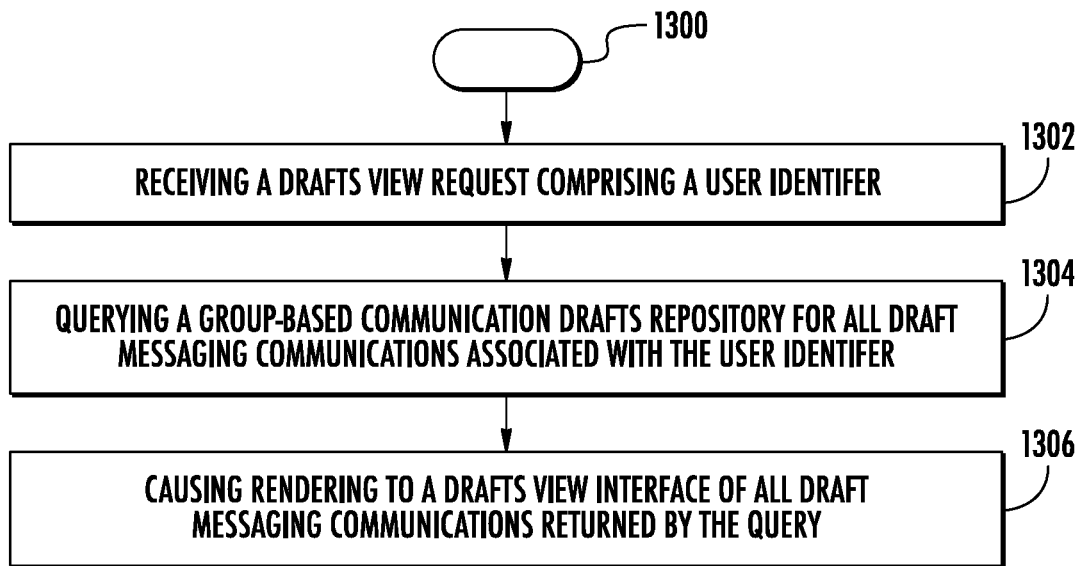 1300
1302
RECEIVING A DRAFTS VIEW REQUEST COMPRISING A USER IDENTIFER
1304
QUERYING A GROUP-BASED COMMUNICATION DRAFTS REPOSITORY FOR ALL DRAFT
MESSAGING COMMUNICATIONS ASSOCIATED WITH THE USER IDENTIFER
1306
CAUSING RENDERING TO A DRAFTS VIEW INTERFACE OF ALL DRAFT
MESSAGING COMMUNICATIONS RETURNED BY THE QUERY